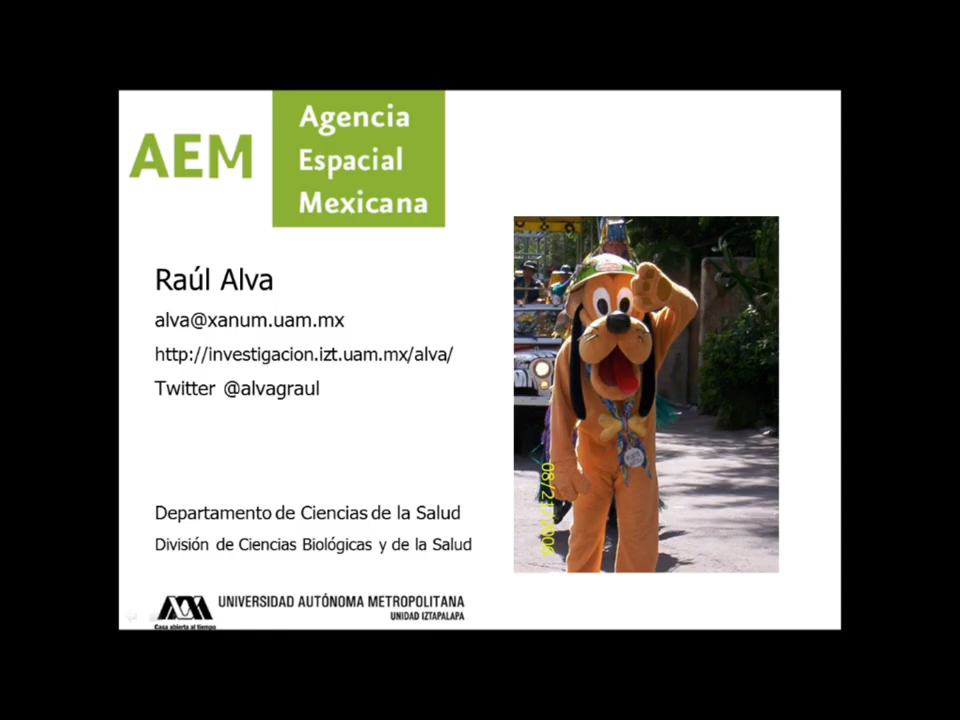 AEM
Agencia
Espacial
Mexicana
Raúl Alva
alva@xanum.uam.mx
http://investigacion.izt.uam.mx/alva/
Twitter @alvagraul
Departamento de Ciencias de la Salud
División de Ciencias Biológicas y de la Salud
UNIVERSIDAD AUTÓNOMA METROPOLITANA
UNIDAD IZTAPALAPA
Casa abierta al tiempo